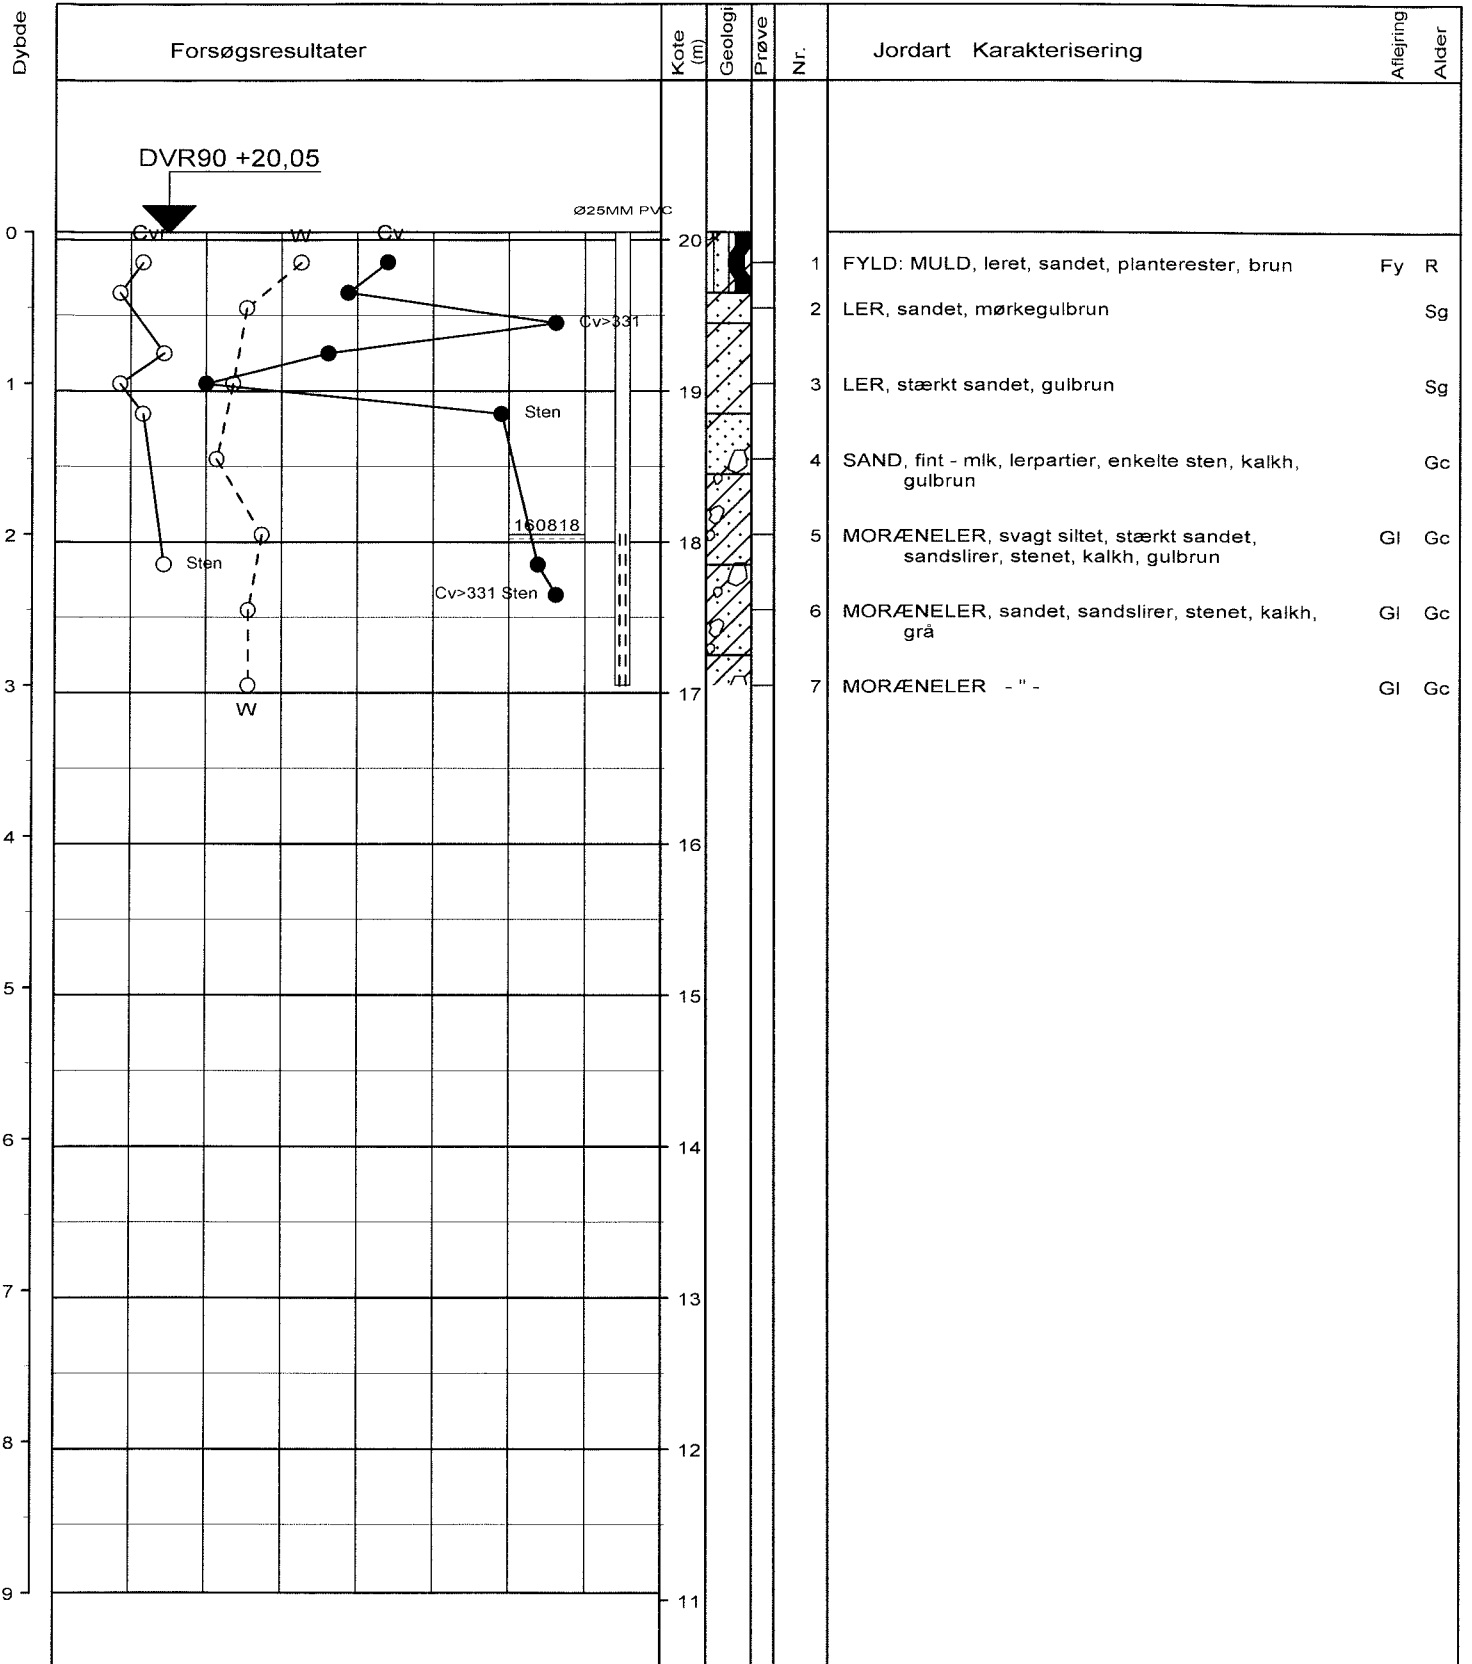 Dybde
Forsøgsresultater
Kote (m)
Geologi
Prøve
Nr.
Jordart Karakterisering
Aflejring
Alder
DVR90 +20,05
Ø25MM PVC
0
Cvr
W
Cv
20
1 FYLD: MULD, leret, sandet, planterester, brun Fy R
2 LER, sandet, mørkegulbrun Sg
Cv>331
1
19
3 LER, stærkt sandet, gulbrun Sg
Sten
4 SAND, fint - mlk, lerpartier, enkelte sten, kalkh, Gc
gulbrun
160818
2
18
5 MORÆNELER, svagt siltet, stærkt sandet, Gl Gc
sandslirer, stenet, kalkh, gulbrun
Sten
Cv>331 Sten
6 MORÆNELER, sandet, sandslirer, stenet, kalkh, Gl Gc
grå
3
17
7 MORÆNELER - " - Gl Gc
W
4
16
5
15
6
14
7
13
8
12
9
11